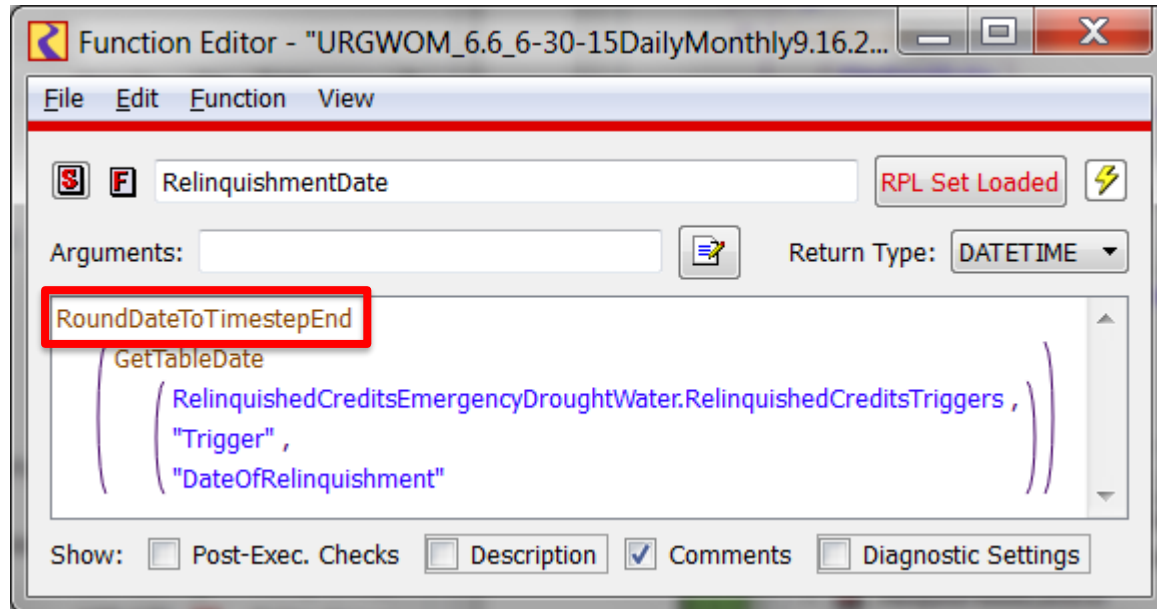 Function Editor - "URGWOM_6.6_6-30-15DailyMonthly9.16.2...
File Edit Function View
S F RelinquishmentDate RPL Set Loaded
Arguments: Return Type: DATETIME
RoundDateToTimestepEnd
GetTableDate
RelinquishedCreditsEmergencyDroughtWater.RelinquishedCreditsTriggers ,
"Trigger" ,
"DateOfRelinquishment"
Show: Post-Exec. Checks Description Comments Diagnostic Settings